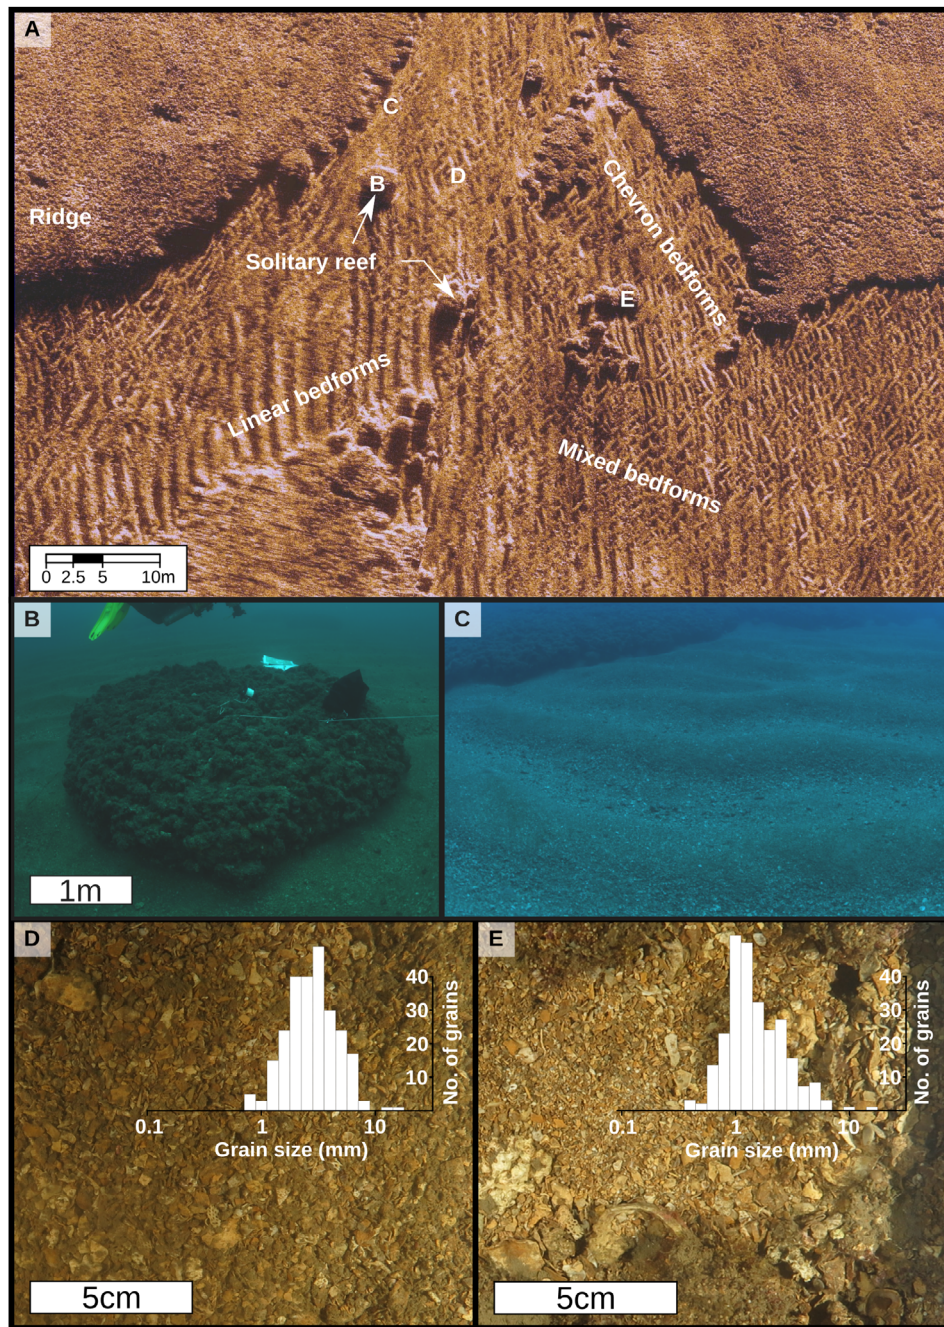 A
C
B
D
Ridge
Chevron bedforms
Solitary reef
E
Linear bedforms
Mixed bedforms
0 2.5 5 10m
B
C
1m
D
E
40
30
20
10
No. of grains
0.1 1 10
Grain size (mm)
40
30
20
10
No. of grains
0.1 1 10
Grain size (mm)
5cm
5cm